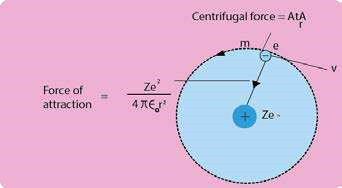 Centrifugal force = AtA
r
m e
v
Force of = Ze²
attraction 4πϵ₀r²
+ Ze -